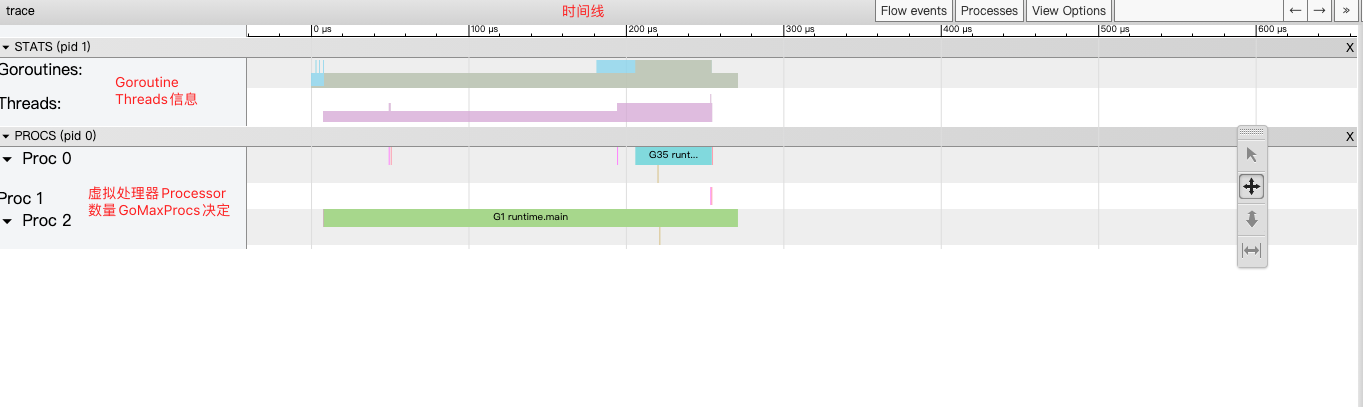 trace
时间线
Flow events
Processes
View Options
←
→
»
0 µs
100 µs
200 µs
300 µs
400 µs
500 µs
600 µs
STATS (pid 1)
X
Goroutines:
Goroutine
Threads信息
Threads:
PROCS (pid 0)
X
Proc 0
G35 runt...
Proc 1
虚拟处理器Processor
数量GoMaxProcs决定
Proc 2
G1 runtime.main